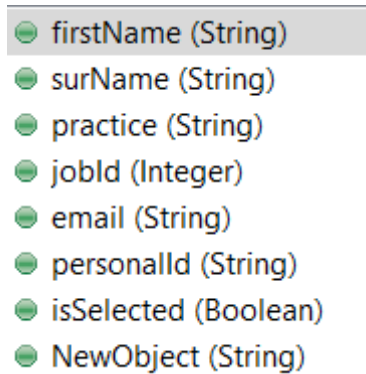 firstName (String)
surName (String)
practice (String)
jobId (Integer)
email (String)
personalId (String)
isSelected (Boolean)
NewObject (String)